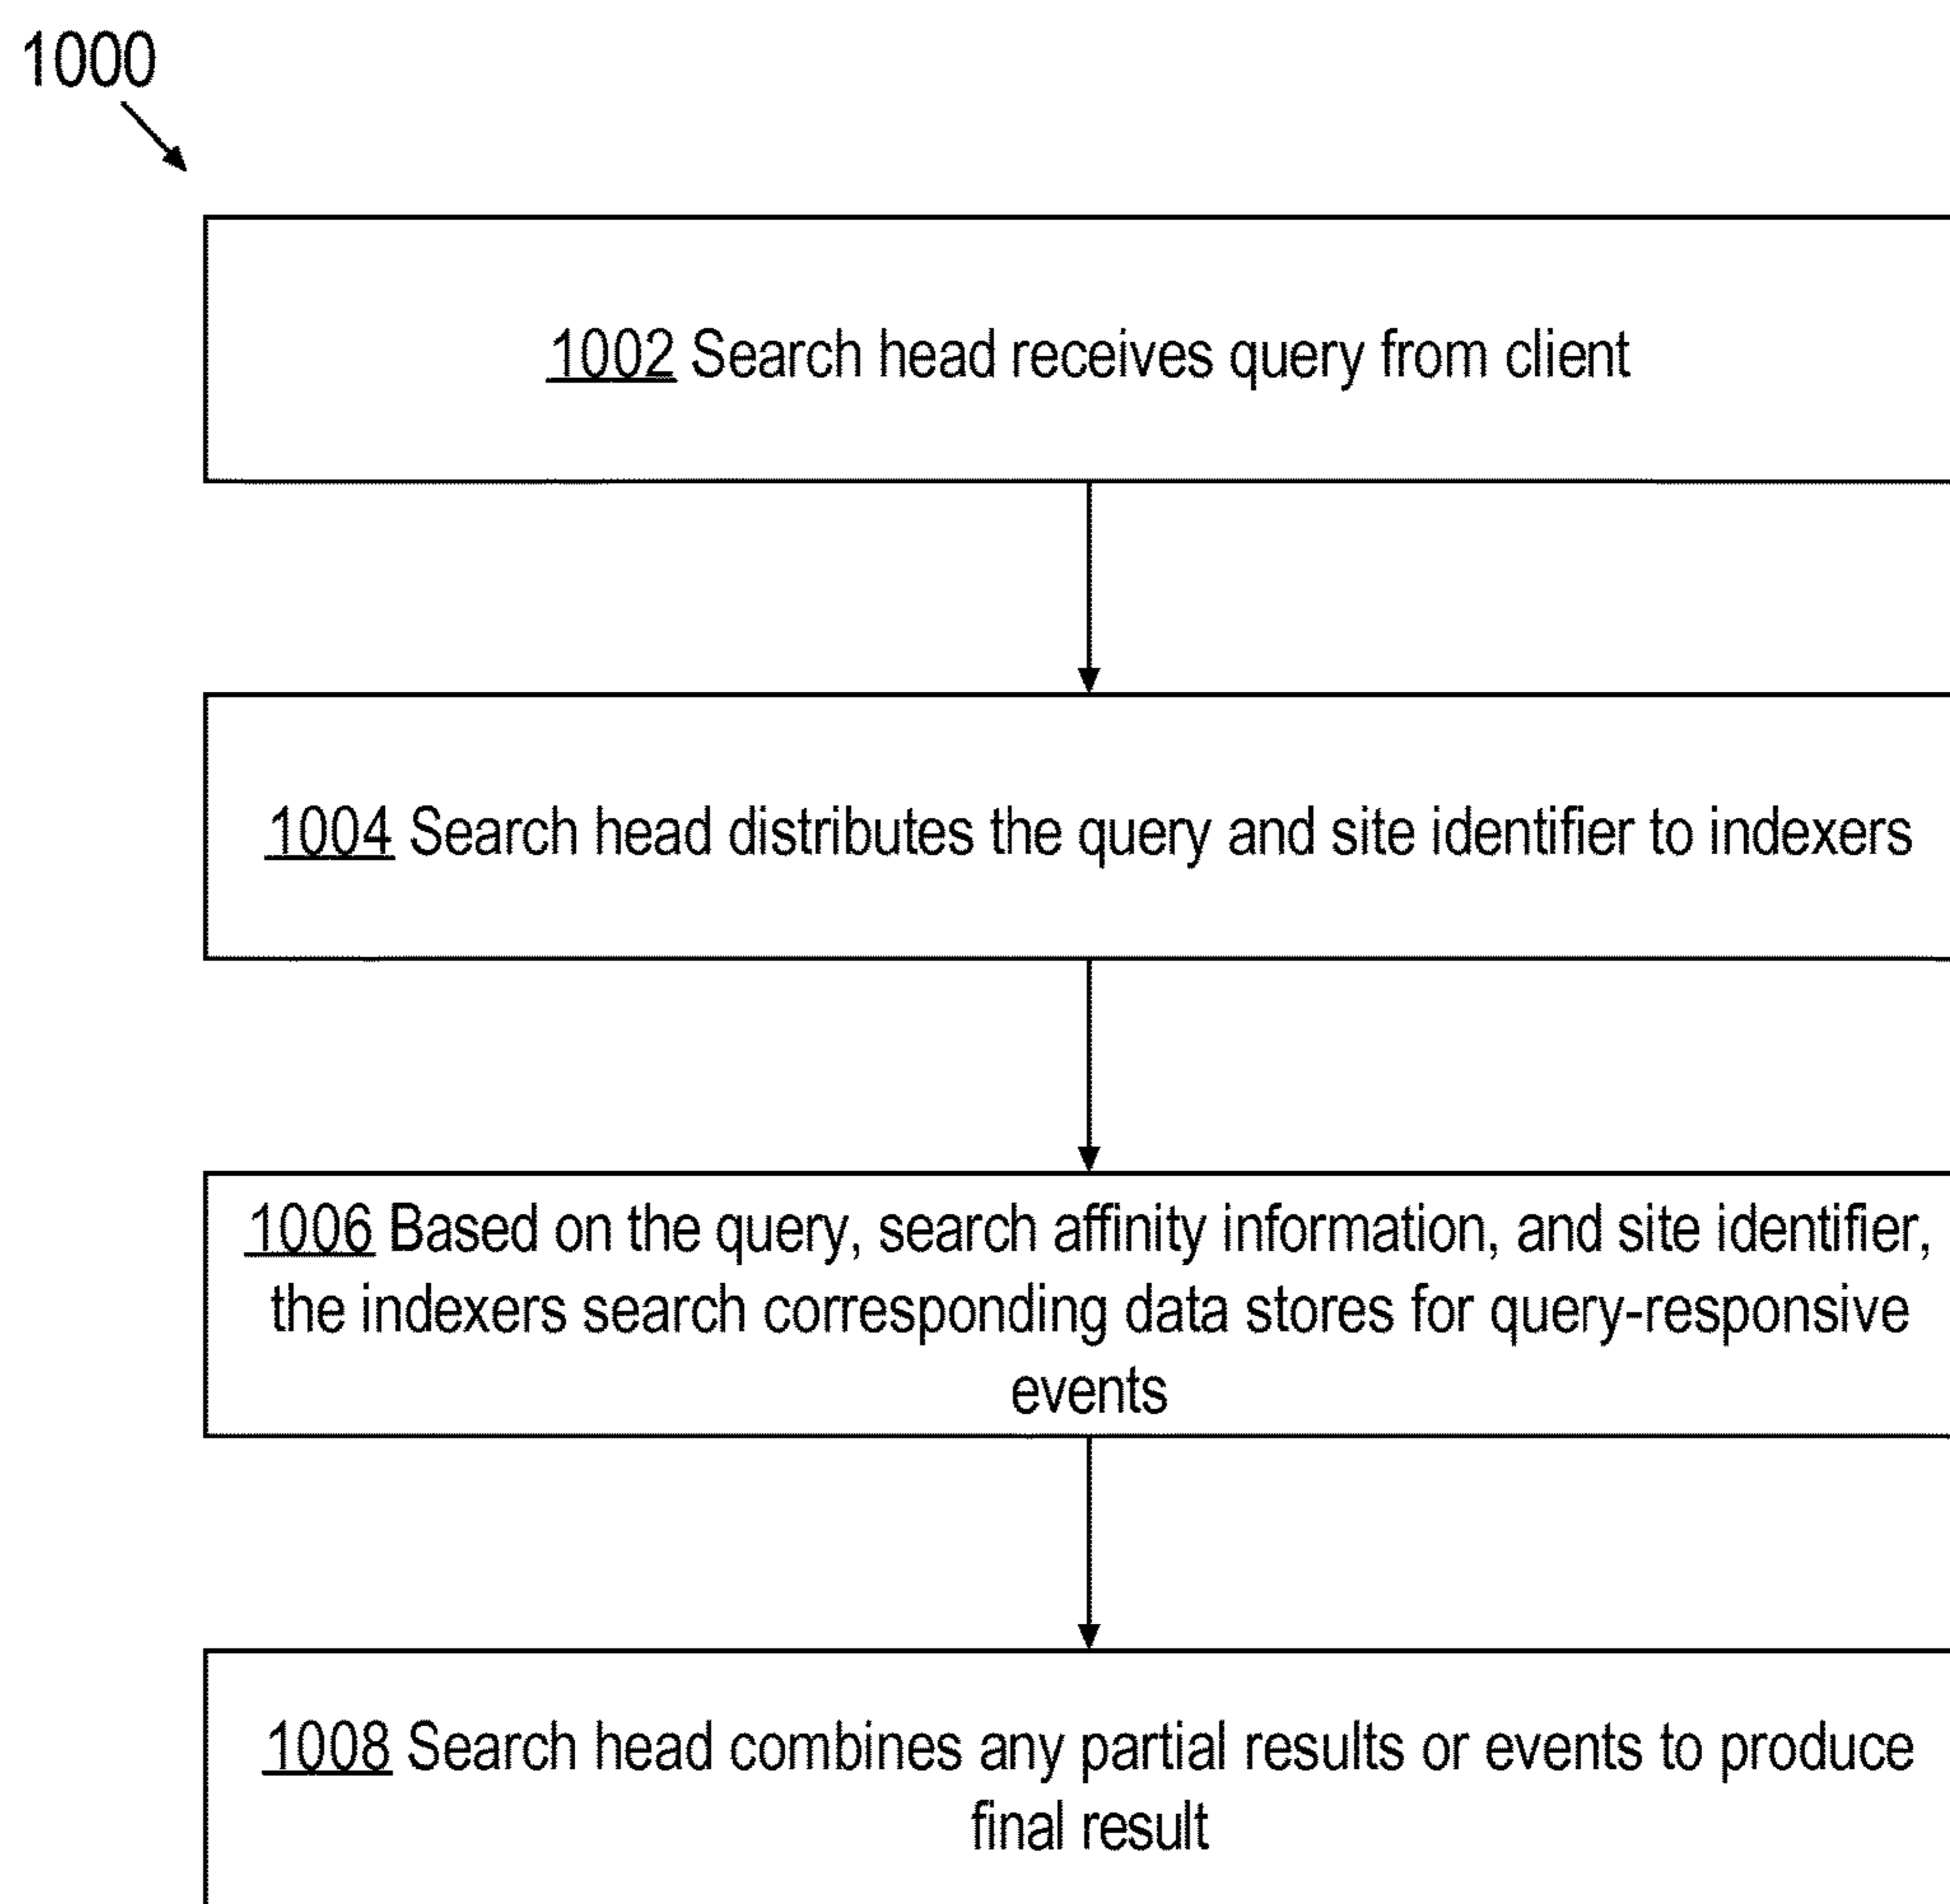 1000
1002 Search head receives query from client
1004 Search head distributes the query and site identifier to indexers
1006 Based on the query, search affinity information, and site identifier,
the indexers search corresponding data stores for query-responsive
events
1008 Search head combines any partial results or events to produce
final result